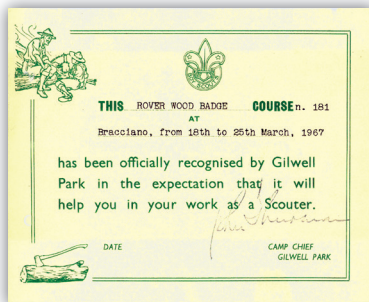 BOY SCOUTS
THIS ROVER WOOD BADGE COURSE n. 181
AT
Bracciano, from 18th to 25th March, 1967
has been officially recognised by Gilwell
Park in the expectation that it will
help you in your work as a Scouter.
DATE
CAMP CHIEF
GILWELL PARK